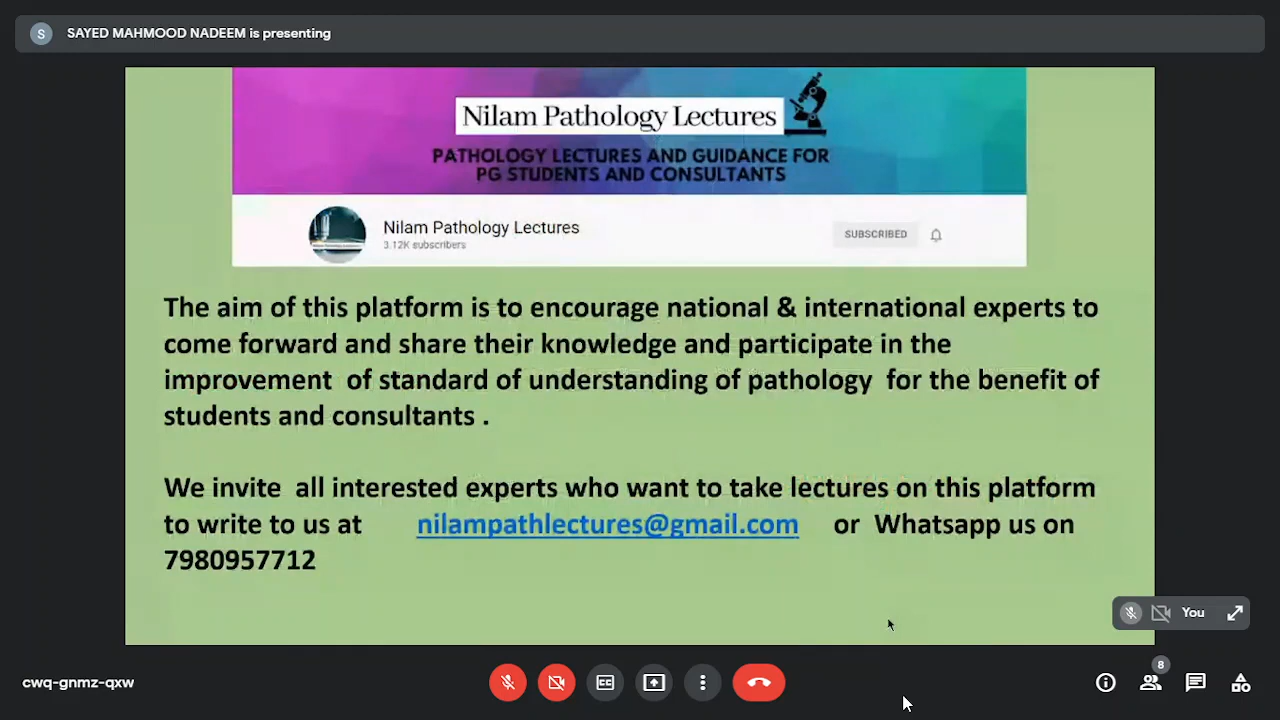 S SAYED MAHMOOD NADEEM is presenting
Nilam Pathology Lectures
PATHOLOGY LECTURES AND GUIDANCE FOR
PG STUDENTS AND CONSULTANTS
Nilam Pathology Lectures
3.12K subscribers
SUBSCRIBED
The aim of this platform is to encourage national & international experts to
come forward and share their knowledge and participate in the
improvement of standard of understanding of pathology for the benefit of
students and consultants .
We invite all interested experts who want to take lectures on this platform
to write to us at nilampathlectures@gmail.com or Whatsapp us on
7980957712
You
cwq-gnmz-qxw
CC
8